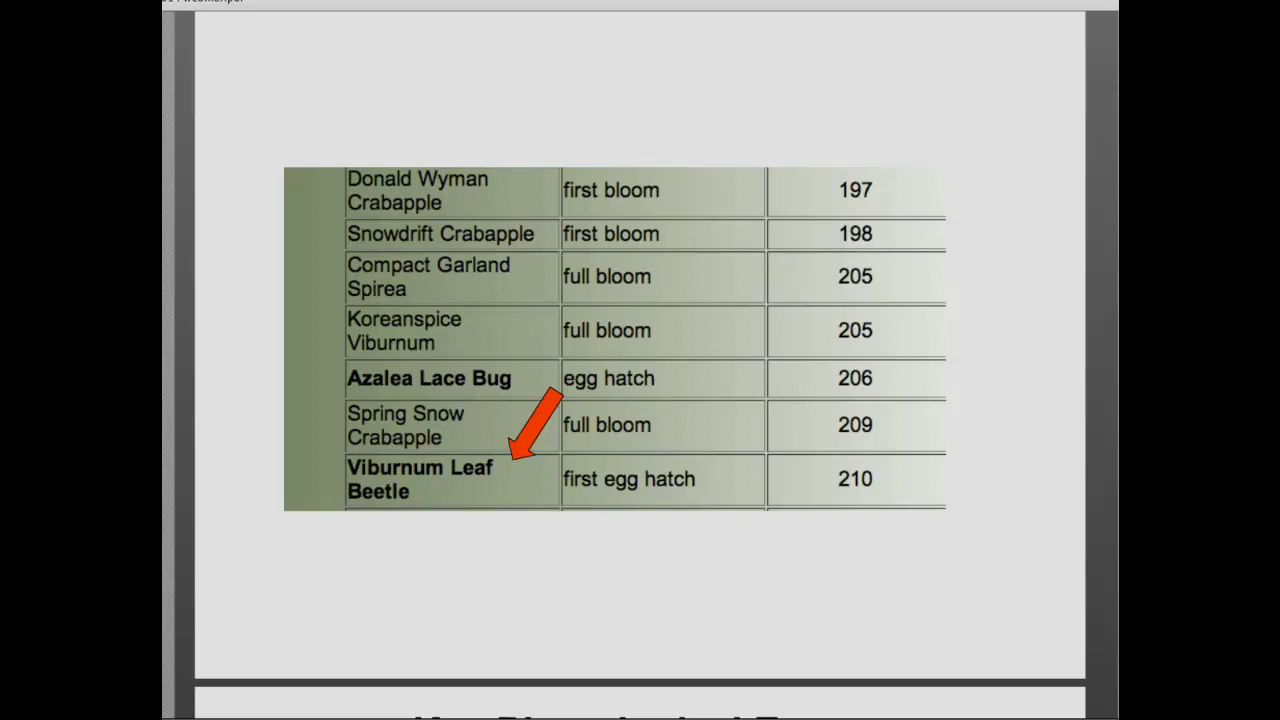 Donald Wyman
Crabapple
first bloom
197
Snowdrift Crabapple
first bloom
198
Compact Garland
Spirea
full bloom
205
Koreanspice
Viburnum
full bloom
205
Azalea Lace Bug
egg hatch
206
Spring Snow
Crabapple
full bloom
209
Viburnum Leaf
Beetle
first egg hatch
210